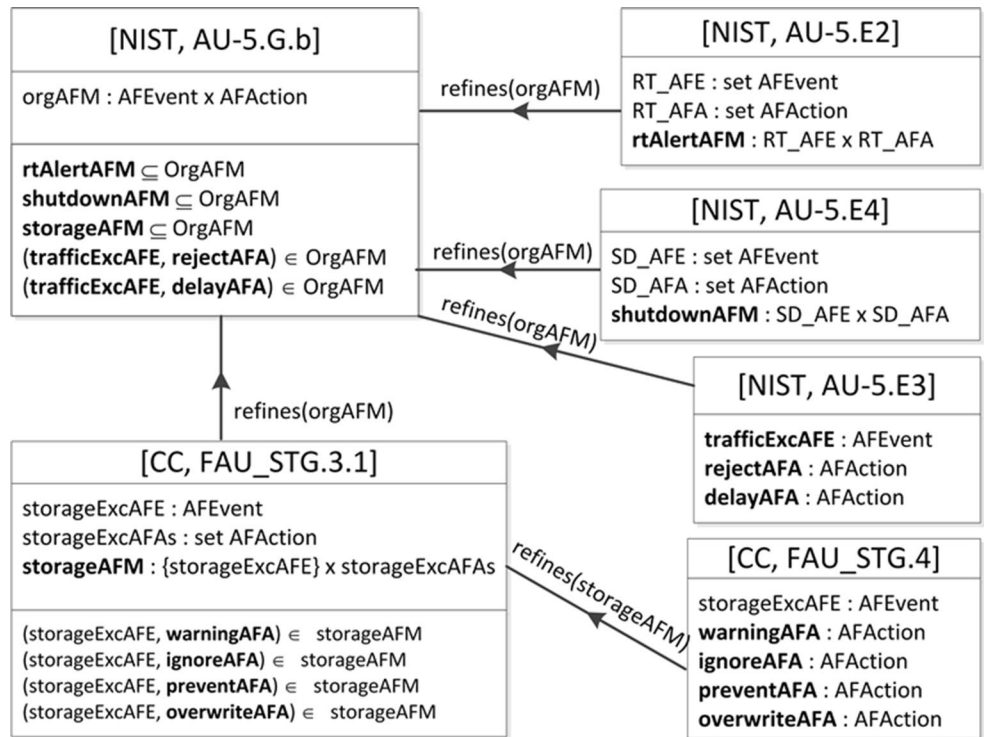 [NIST, AU-5.G.b]
orgAFM : AFEvent x AFAction
rtAlertAFM ⊆ OrgAFM
shutdownAFM ⊆ OrgAFM
storageAFM ⊆ OrgAFM
(trafficExcAFE, rejectAFA) ∈ OrgAFM
(trafficExcAFE, delayAFA) ∈ OrgAFM
refines(orgAFM)
[NIST, AU-5.E2]
RT_AFE : set AFEvent
RT_AFA : set AFAction
rtAlertAFM : RT_AFE x RT_AFA
refines(orgAFM)
[NIST, AU-5.E4]
SD_AFE : set AFEvent
SD_AFA : set AFAction
shutdownAFM : SD_AFE x SD_AFA
refines(orgAFM)
[NIST, AU-5.E3]
trafficExcAFE : AFEvent
rejectAFA : AFAction
delayAFA : AFAction
refines(orgAFM)
[CC, FAU_STG.3.1]
storageExcAFE : AFEvent
storageExcAFAs : set AFAction
storageAFM : {storageExcAFE} x storageExcAFAs
(storageExcAFE, warningAFA) ∈ storageAFM
(storageExcAFE, ignoreAFA) ∈ storageAFM
(storageExcAFE, preventAFA) ∈ storageAFM
(storageExcAFE, overwriteAFA) ∈ storageAFM
refines(storageAFM)
[CC, FAU_STG.4]
storageExcAFE : AFEvent
warningAFA : AFAction
ignoreAFA : AFAction
preventAFA : AFAction
overwriteAFA : AFAction